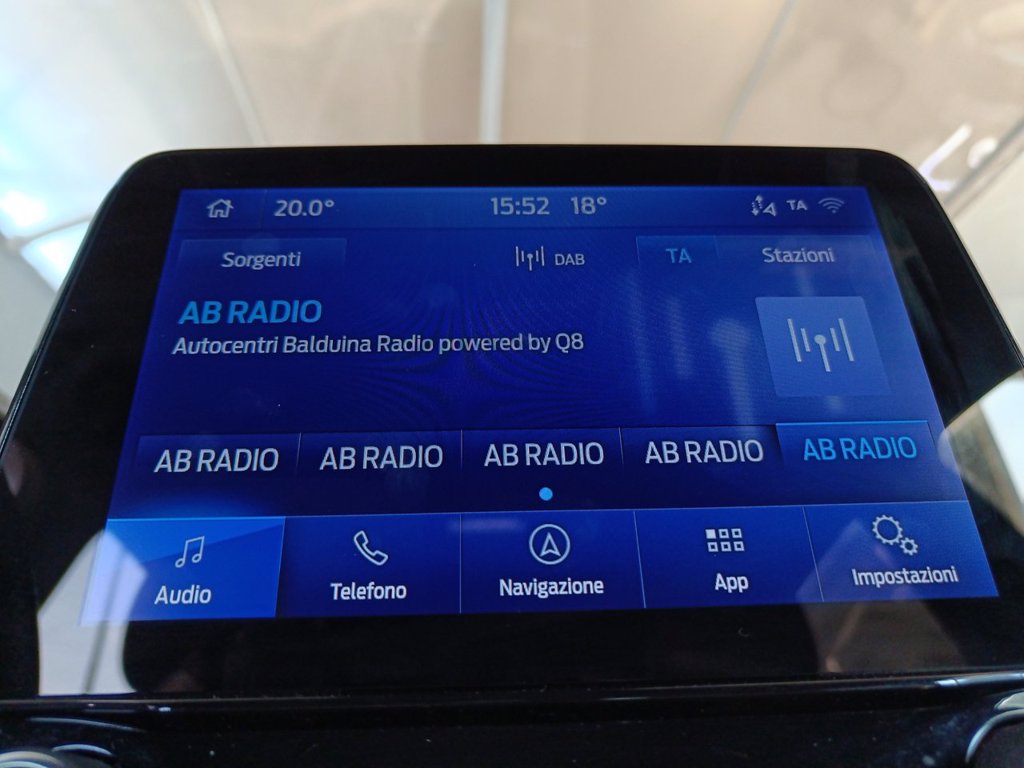 20.0° 15:52 18° TA
Sorgenti DAB TA Stazioni
AB RADIO
Autocentri Balduina Radio powered by Q8
AB RADIO AB RADIO AB RADIO AB RADIO AB RADIO
Audio Telefono Navigazione App Impostazioni